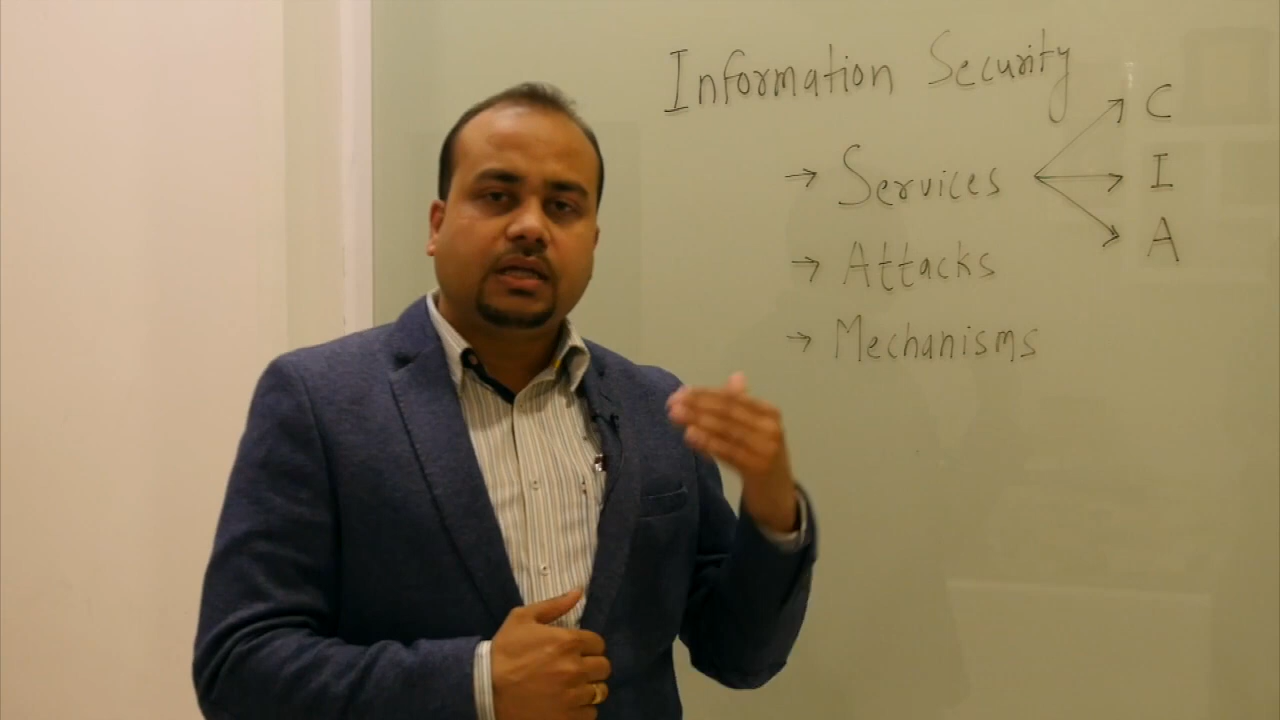 Information Security
→ Services → C
→ I
→ A
→ Attacks
→ Mechanisms